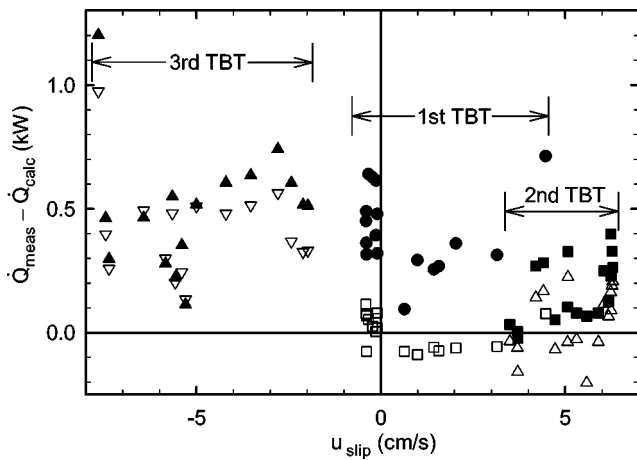 3rd TBT
1st TBT
2nd TBT
1.0
0.5
0.0
Q̇meas − Q̇calc (kW)
-5
0
5
u slip (cm/s)